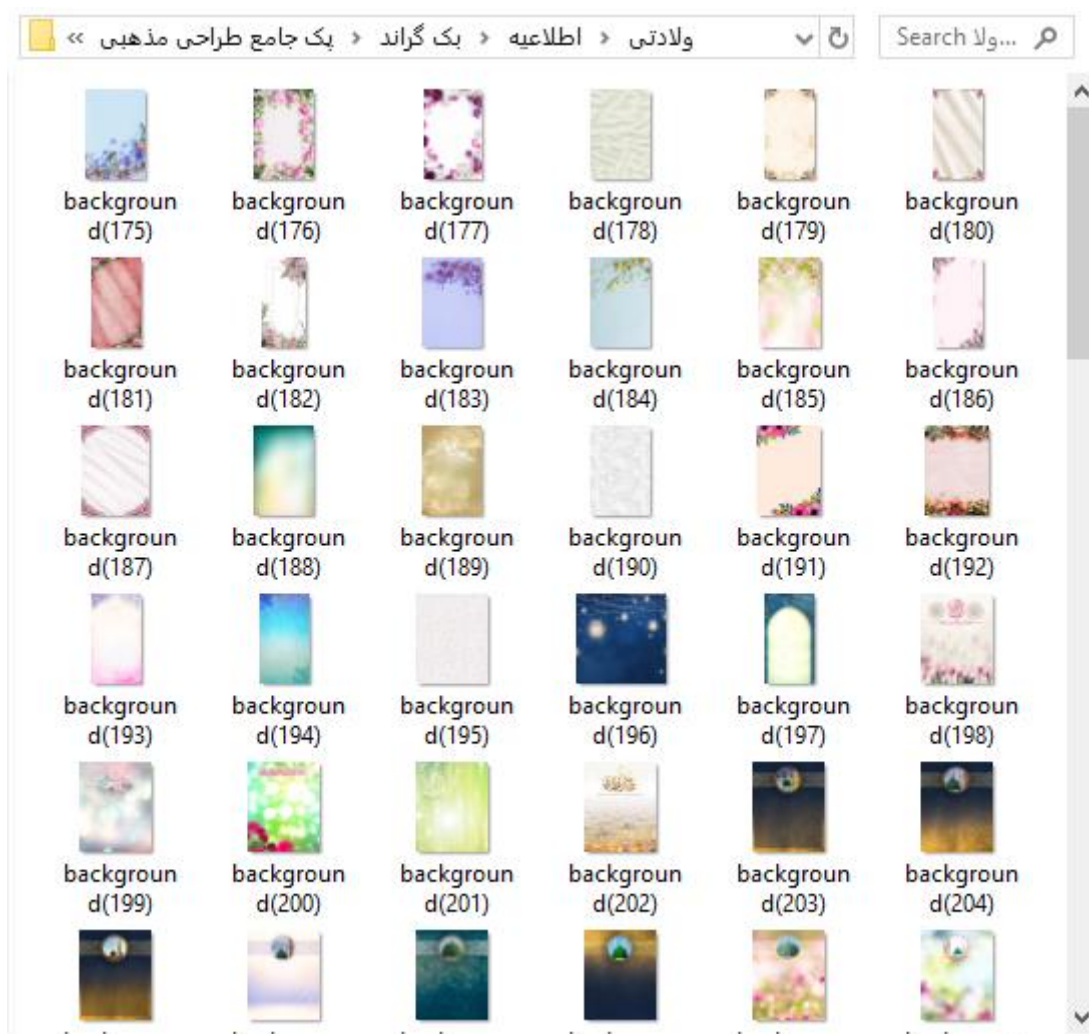 « پک جامع طراحی مذهبی › بک گراند › اطلاعیه › ولادتی
Search ولا...
backgroun
d(175)
backgroun
d(176)
backgroun
d(177)
backgroun
d(178)
backgroun
d(179)
backgroun
d(180)
backgroun
d(181)
backgroun
d(182)
backgroun
d(183)
backgroun
d(184)
backgroun
d(185)
backgroun
d(186)
backgroun
d(187)
backgroun
d(188)
backgroun
d(189)
backgroun
d(190)
backgroun
d(191)
backgroun
d(192)
backgroun
d(193)
backgroun
d(194)
backgroun
d(195)
backgroun
d(196)
backgroun
d(197)
backgroun
d(198)
backgroun
d(199)
backgroun
d(200)
backgroun
d(201)
backgroun
d(202)
backgroun
d(203)
backgroun
d(204)